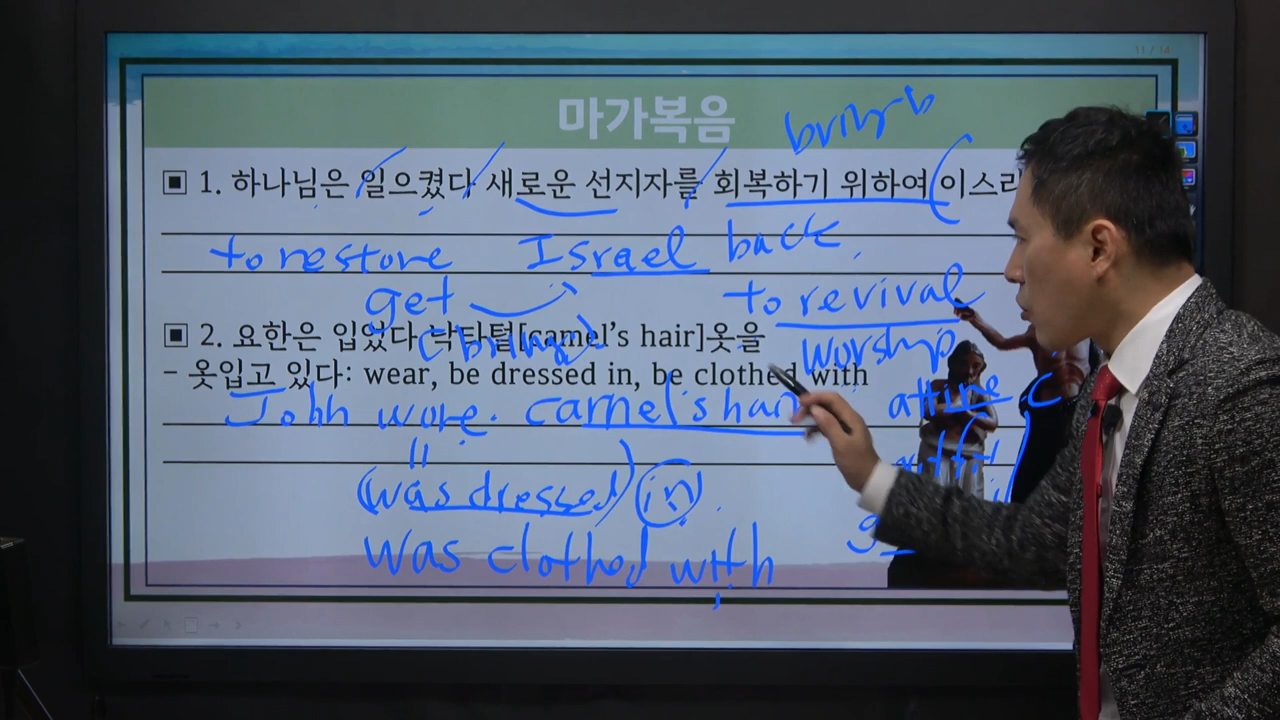 11 / 14
마가복음
bring b
▣ 1. 하나님은 일으켰다 새로운 선지자를 회복하기 위하여 이스라
to restore Israel back
get to revival
▣ 2. 요한은 입었다 낙타털[camel's hair]옷을
(bring) worship
- 옷입고 있다: wear, be dressed in, be clothed with
John wore. camel's hair attire c
(was dressed) in
was clothed with